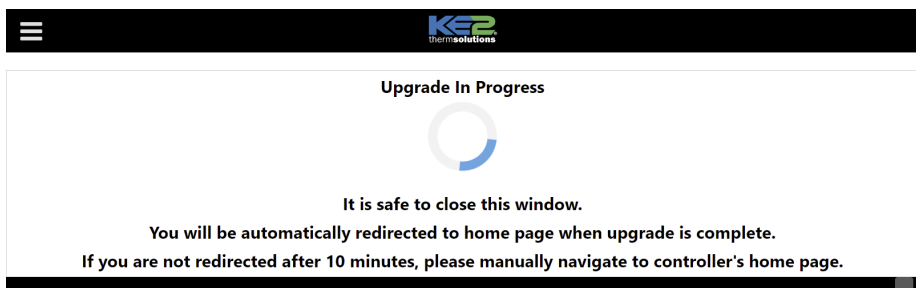 KE2
thermsolutions
Upgrade In Progress
It is safe to close this window.
You will be automatically redirected to home page when upgrade is complete.
If you are not redirected after 10 minutes, please manually navigate to controller's home page.